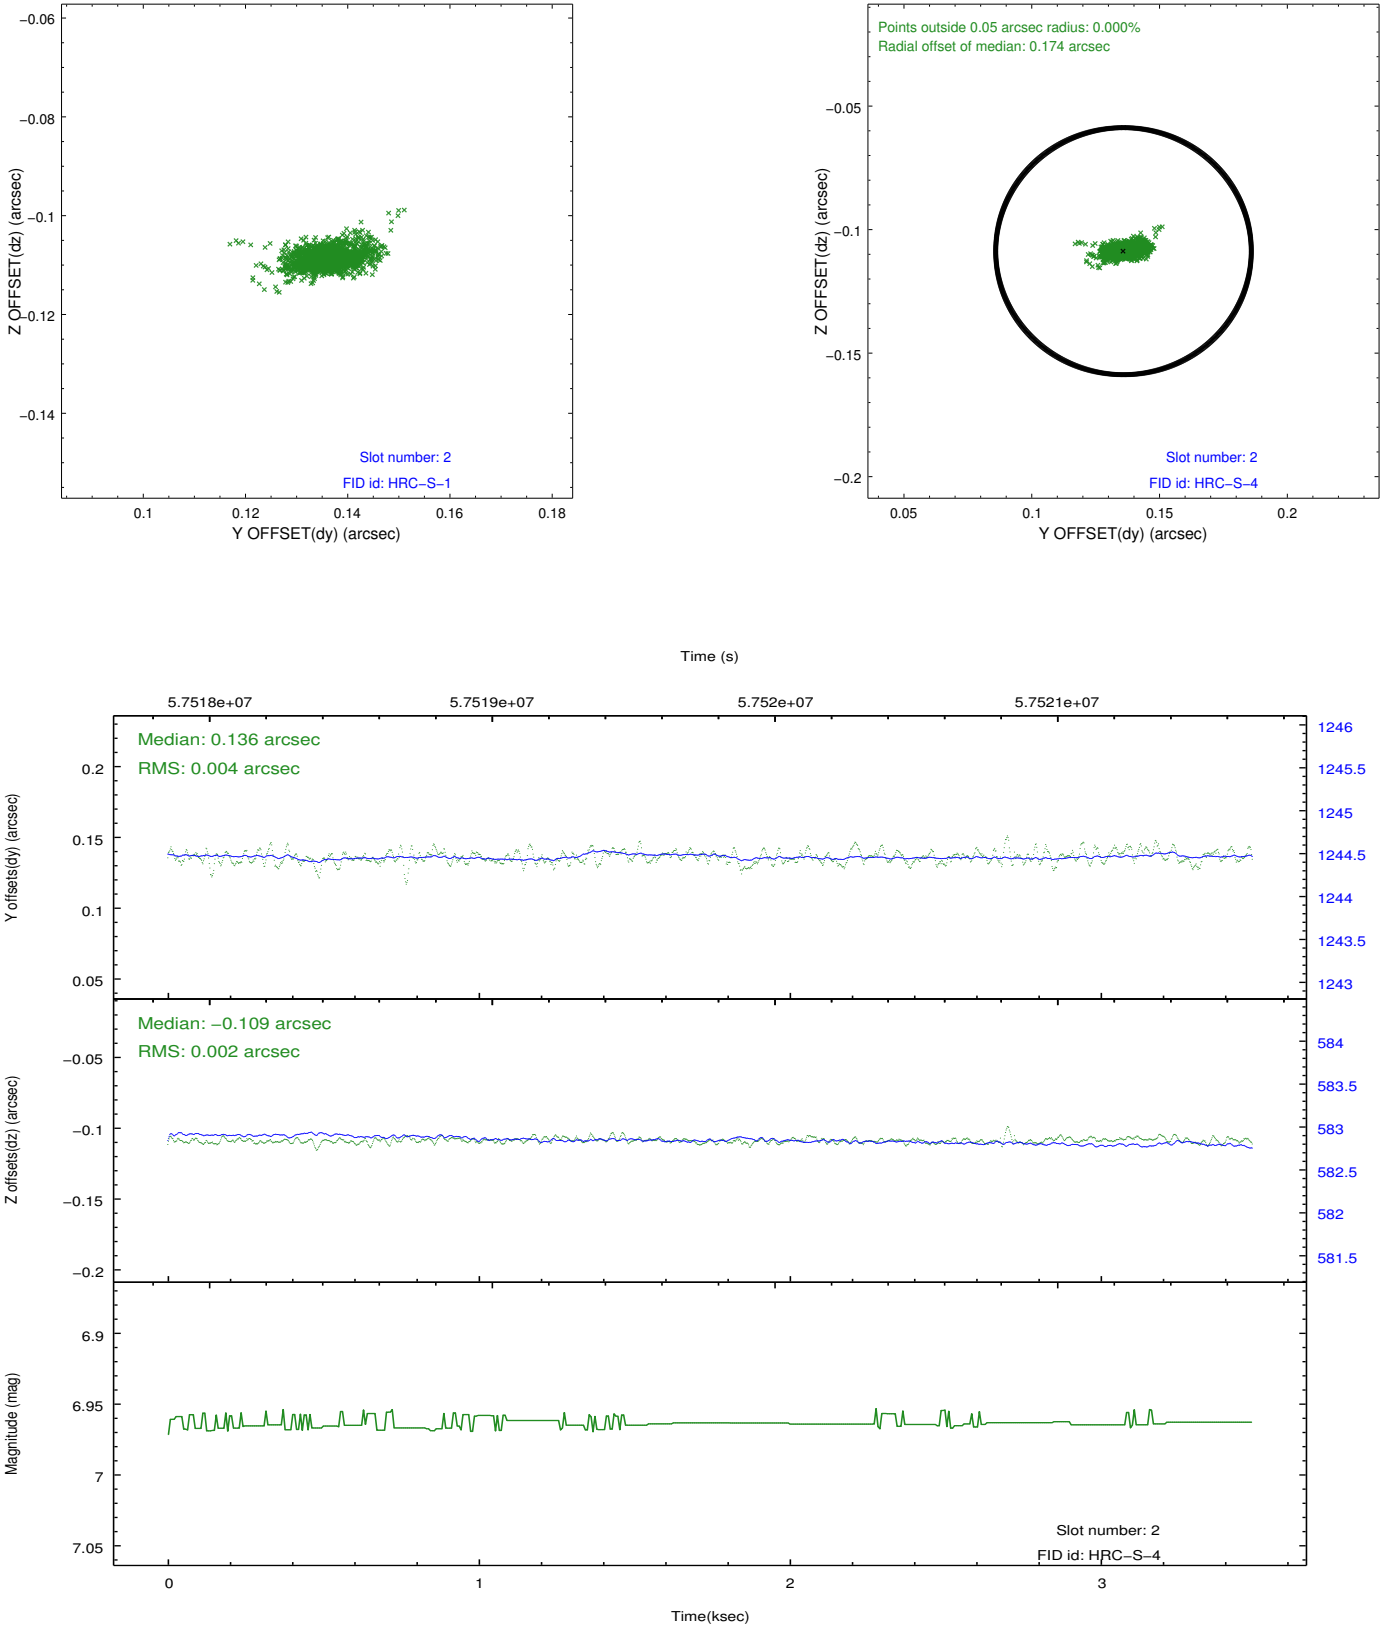 −0.06
−0.08
−0.1
−0.12
−0.14
Z OFFSET(dz) (arcsec)
Slot number: 2
FID id: HRC−S−1
0.1 0.12 0.14 0.16 0.18
Y OFFSET(dy) (arcsec)
Points outside 0.05 arcsec radius: 0.000%
Radial offset of median: 0.174 arcsec
−0.05
−0.1
−0.15
−0.2
Z OFFSET(dz) (arcsec)
Slot number: 2
FID id: HRC−S−4
0.05 0.1 0.15 0.2
Y OFFSET(dy) (arcsec)
Time (s)
5.7518e+07 5.7519e+07 5.752e+07 5.7521e+07
Median: 0.136 arcsec
RMS: 0.004 arcsec
0.2
0.15
0.1
0.05
Y offsets(dy) (arcsec)
1246
1245.5
1245
1244.5
1244
1243.5
1243
Median: −0.109 arcsec
RMS: 0.002 arcsec
−0.05
−0.1
−0.15
−0.2
Z offsets(dz) (arcsec)
584
583.5
583
582.5
582
581.5
6.9
6.95
7
7.05
Magnitude (mag)
Slot number: 2
FID id: HRC−S−4
0 1 2 3
Time(ksec)